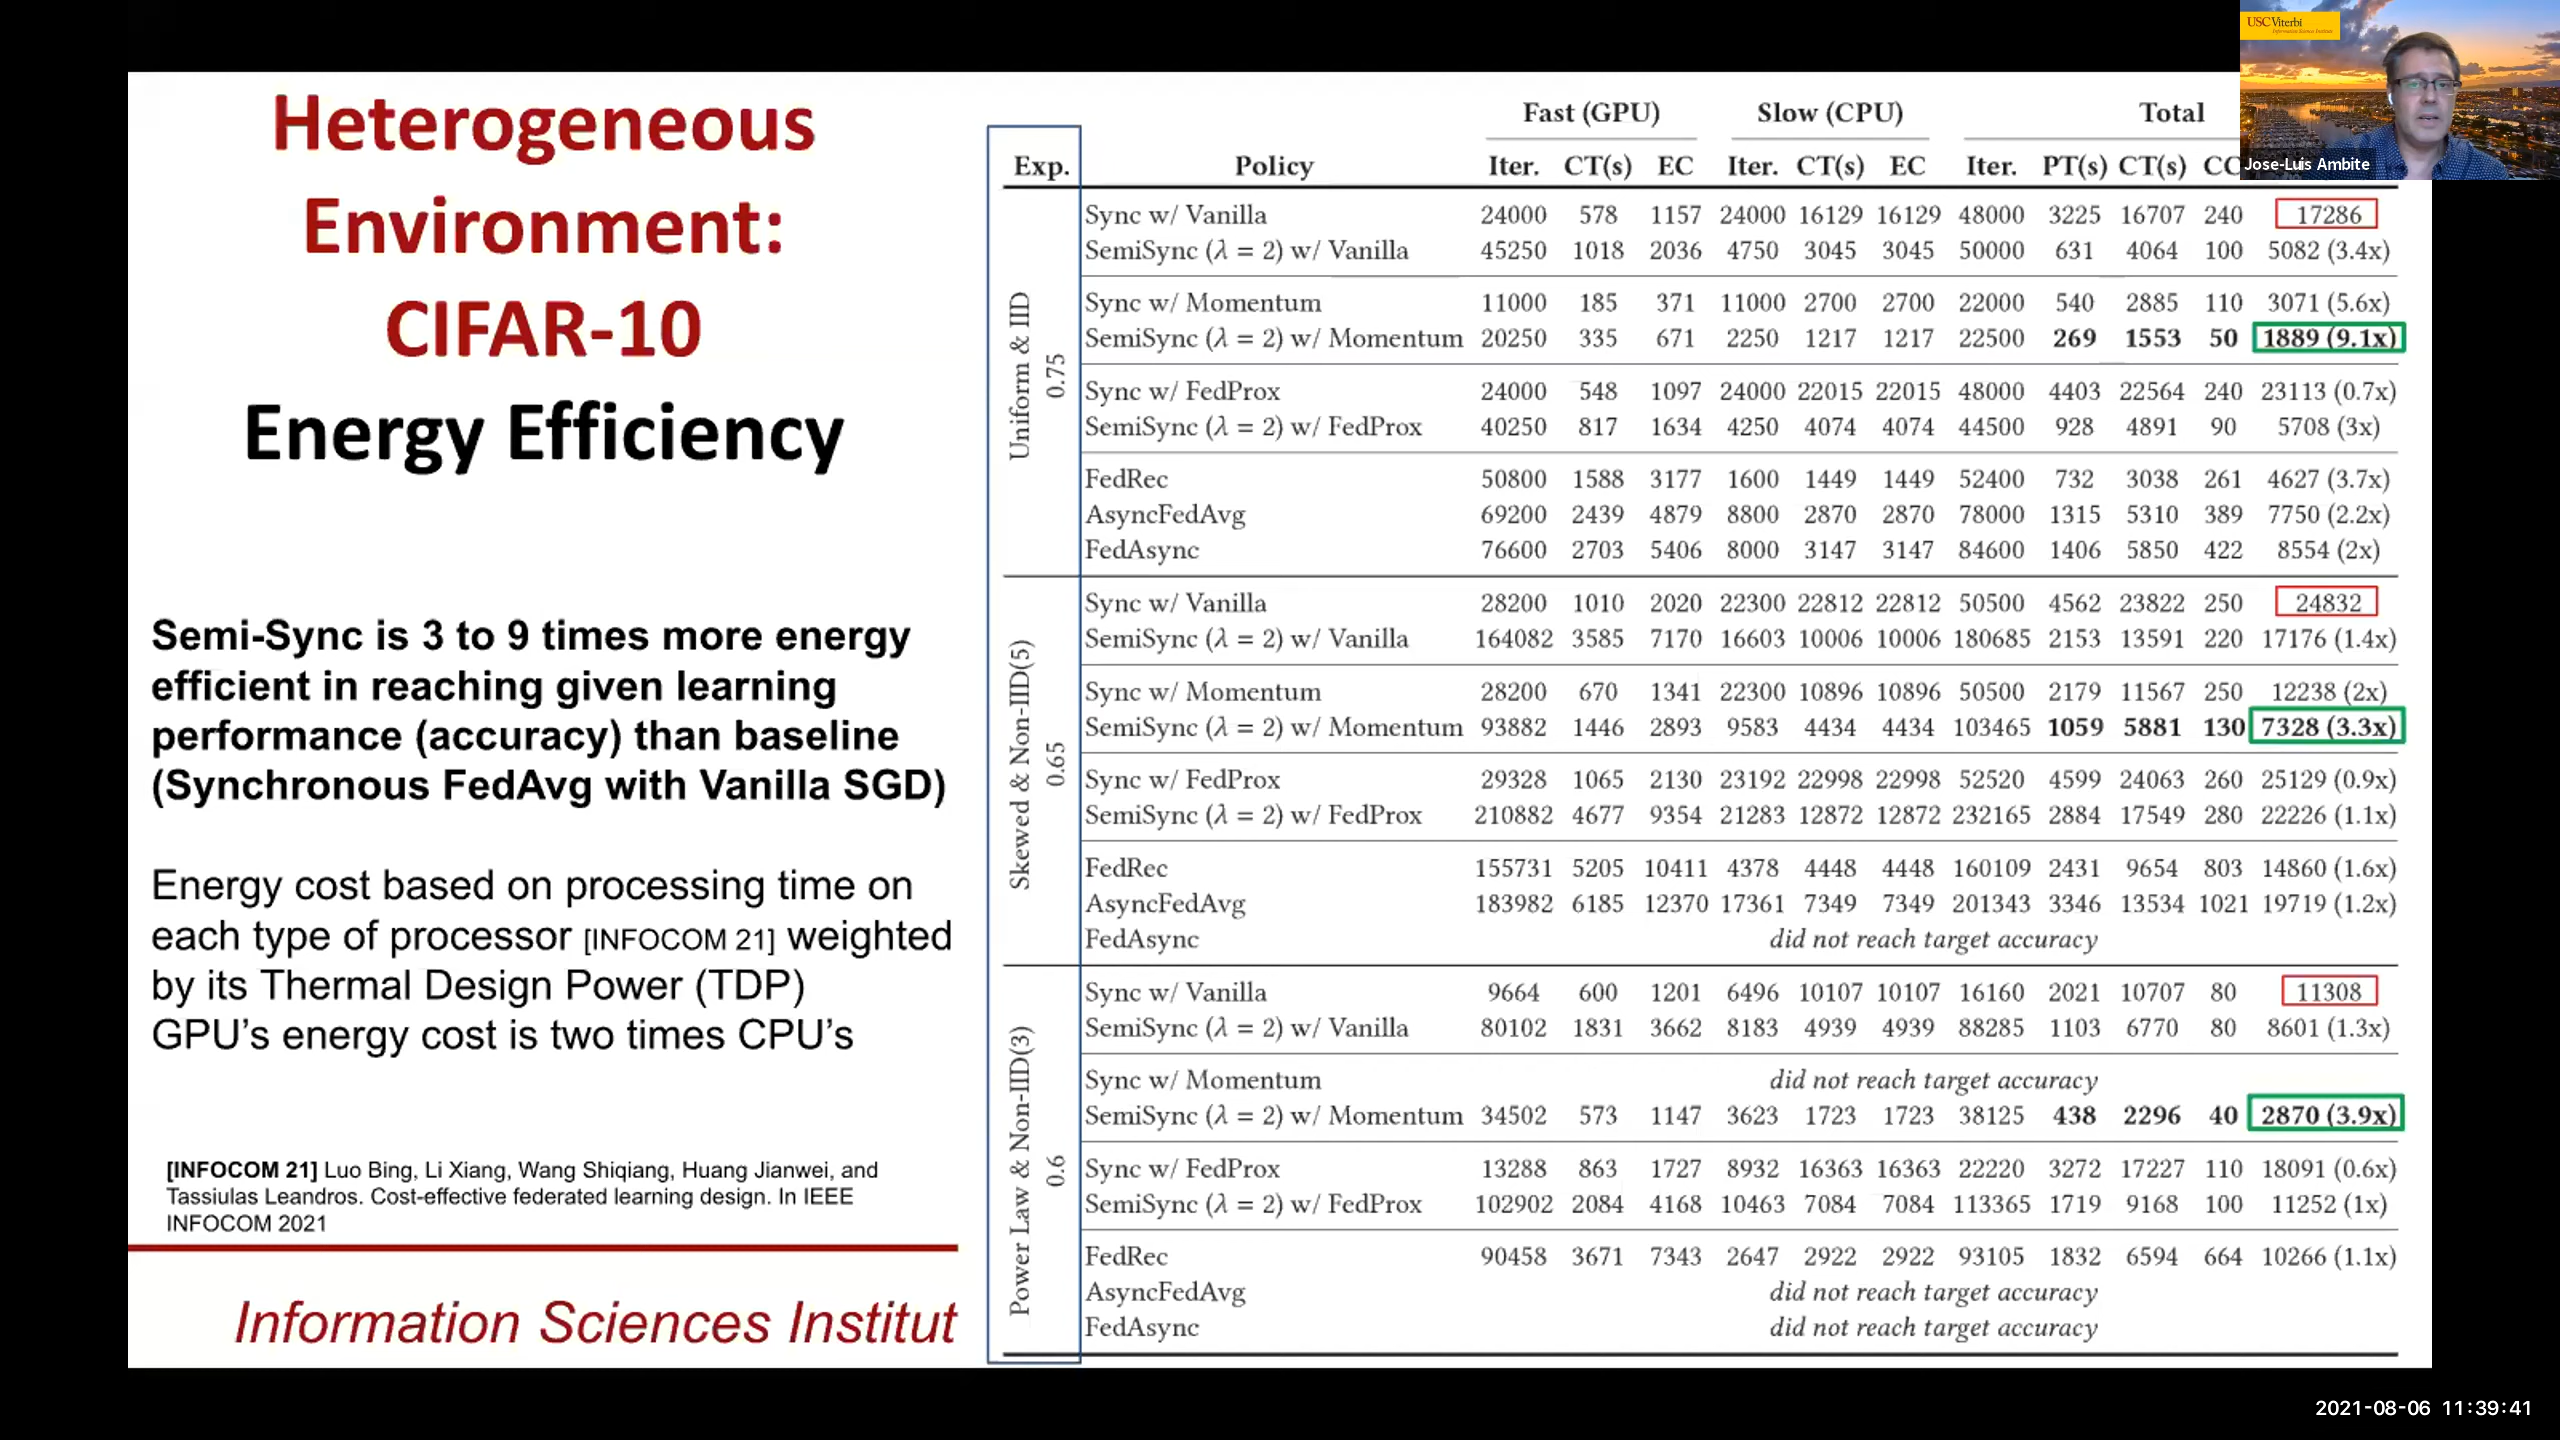 USC Viterbi
Jose-Luis Ambite
Heterogeneous
Environment:
CIFAR-10
Energy Efficiency
Semi-Sync is 3 to 9 times more energy
efficient in reaching given learning
performance (accuracy) than baseline
(Synchronous FedAvg with Vanilla SGD)
Energy cost based on processing time on
each type of processor [INFOCOM 21] weighted
by its Thermal Design Power (TDP)
GPU's energy cost is two times CPU's
[INFOCOM 21] Luo Bing, Li Xiang, Wang Shiqiang, Huang Jianwei, and
Tassiulas Leandros. Cost-effective federated learning design. In IEEE
INFOCOM 2021
Information Sciences Institut
Fast (GPU) Slow (CPU) Total
Exp. Policy Iter. CT(s) EC Iter. CT(s) EC Iter. PT(s) CT(s)
Uniform & IID
0.75
Sync w/ Vanilla 24000 578 1157 24000 16129 16129 48000 3225 16707 240 17286
SemiSync (λ = 2) w/ Vanilla 45250 1018 2036 4750 3045 3045 50000 631 4064 100 5082 (3.4x)
Sync w/ Momentum 11000 185 371 11000 2700 2700 22000 540 2885 110 3071 (5.6x)
SemiSync (λ = 2) w/ Momentum 20250 335 671 2250 1217 1217 22500 269 1553 50 1889 (9.1x)
Sync w/ FedProx 24000 548 1097 24000 22015 22015 48000 4403 22564 240 23113 (0.7x)
SemiSync (λ = 2) w/ FedProx 40250 817 1634 4250 4074 4074 44500 928 4891 90 5708 (3x)
FedRec 50800 1588 3177 1600 1449 1449 52400 732 3038 261 4627 (3.7x)
AsyncFedAvg 69200 2439 4879 8800 2870 2870 78000 1315 5310 389 7750 (2.2x)
FedAsync 76600 2703 5406 8000 3147 3147 84600 1406 5850 422 8554 (2x)
Skewed & Non-IID(5)
0.65
Sync w/ Vanilla 28200 1010 2020 22300 22812 22812 50500 4562 23822 250 24832
SemiSync (λ = 2) w/ Vanilla 164082 3585 7170 16603 10006 10006 180685 2153 13591 220 17176 (1.4x)
Sync w/ Momentum 28200 670 1341 22300 10896 10896 50500 2179 11567 250 12238 (2x)
SemiSync (λ = 2) w/ Momentum 93882 1446 2893 9583 4434 4434 103465 1059 5881 130 7328 (3.3x)
Sync w/ FedProx 29328 1065 2130 23192 22998 22998 52520 4599 24063 260 25129 (0.9x)
SemiSync (λ = 2) w/ FedProx 210882 4677 9354 21283 12872 12872 232165 2884 17549 280 22226 (1.1x)
FedRec 155731 5205 10411 4378 4448 4448 160109 2431 9654 803 14860 (1.6x)
AsyncFedAvg 183982 6185 12370 17361 7349 7349 201343 3346 13534 1021 19719 (1.2x)
FedAsync did not reach target accuracy
Power Law & Non-IID(3)
0.6
Sync w/ Vanilla 9664 600 1201 6496 10107 10107 16160 2021 10707 80 11308
SemiSync (λ = 2) w/ Vanilla 80102 1831 3662 8183 4939 4939 88285 1103 6770 80 8601 (1.3x)
Sync w/ Momentum did not reach target accuracy
SemiSync (λ = 2) w/ Momentum 34502 573 1147 3623 1723 1723 38125 438 2296 40 2870 (3.9x)
Sync w/ FedProx 13288 863 1727 8932 16363 16363 22220 3272 17227 110 18091 (0.6x)
SemiSync (λ = 2) w/ FedProx 102902 2084 4168 10463 7084 7084 113365 1719 9168 100 11252 (1x)
FedRec 90458 3671 7343 2647 2922 2922 93105 1832 6594 664 10266 (1.1x)
AsyncFedAvg did not reach target accuracy
FedAsync did not reach target accuracy
2021-08-06 11:39:41